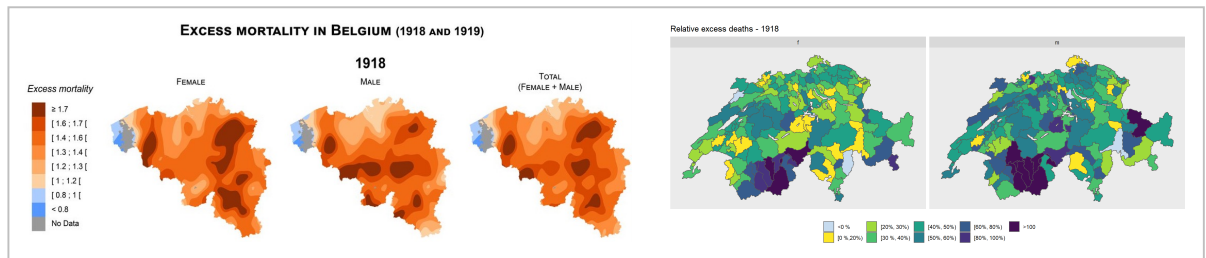 EXCESS MORTALITY IN BELGIUM (1918 AND 1919)
1918
FEMALE
MALE
TOTAL
(FEMALE + MALE)
Excess mortality
≥ 1.7
[ 1.6 ; 1.7 [
[ 1.4 ; 1.6 [
[ 1.3 ; 1.4 [
[ 1.2 ; 1.3 [
[ 1 ; 1.2 [
[ 0.8 ; 1 [
< 0.8
No Data
Relative excess deaths - 1918
f
m
<0 %
[20%, 30%)
[40%, 50%)
[60%, 80%)
>100
[0 %,20%)
[30 %, 40%)
[50%, 60%)
[80%, 100%)